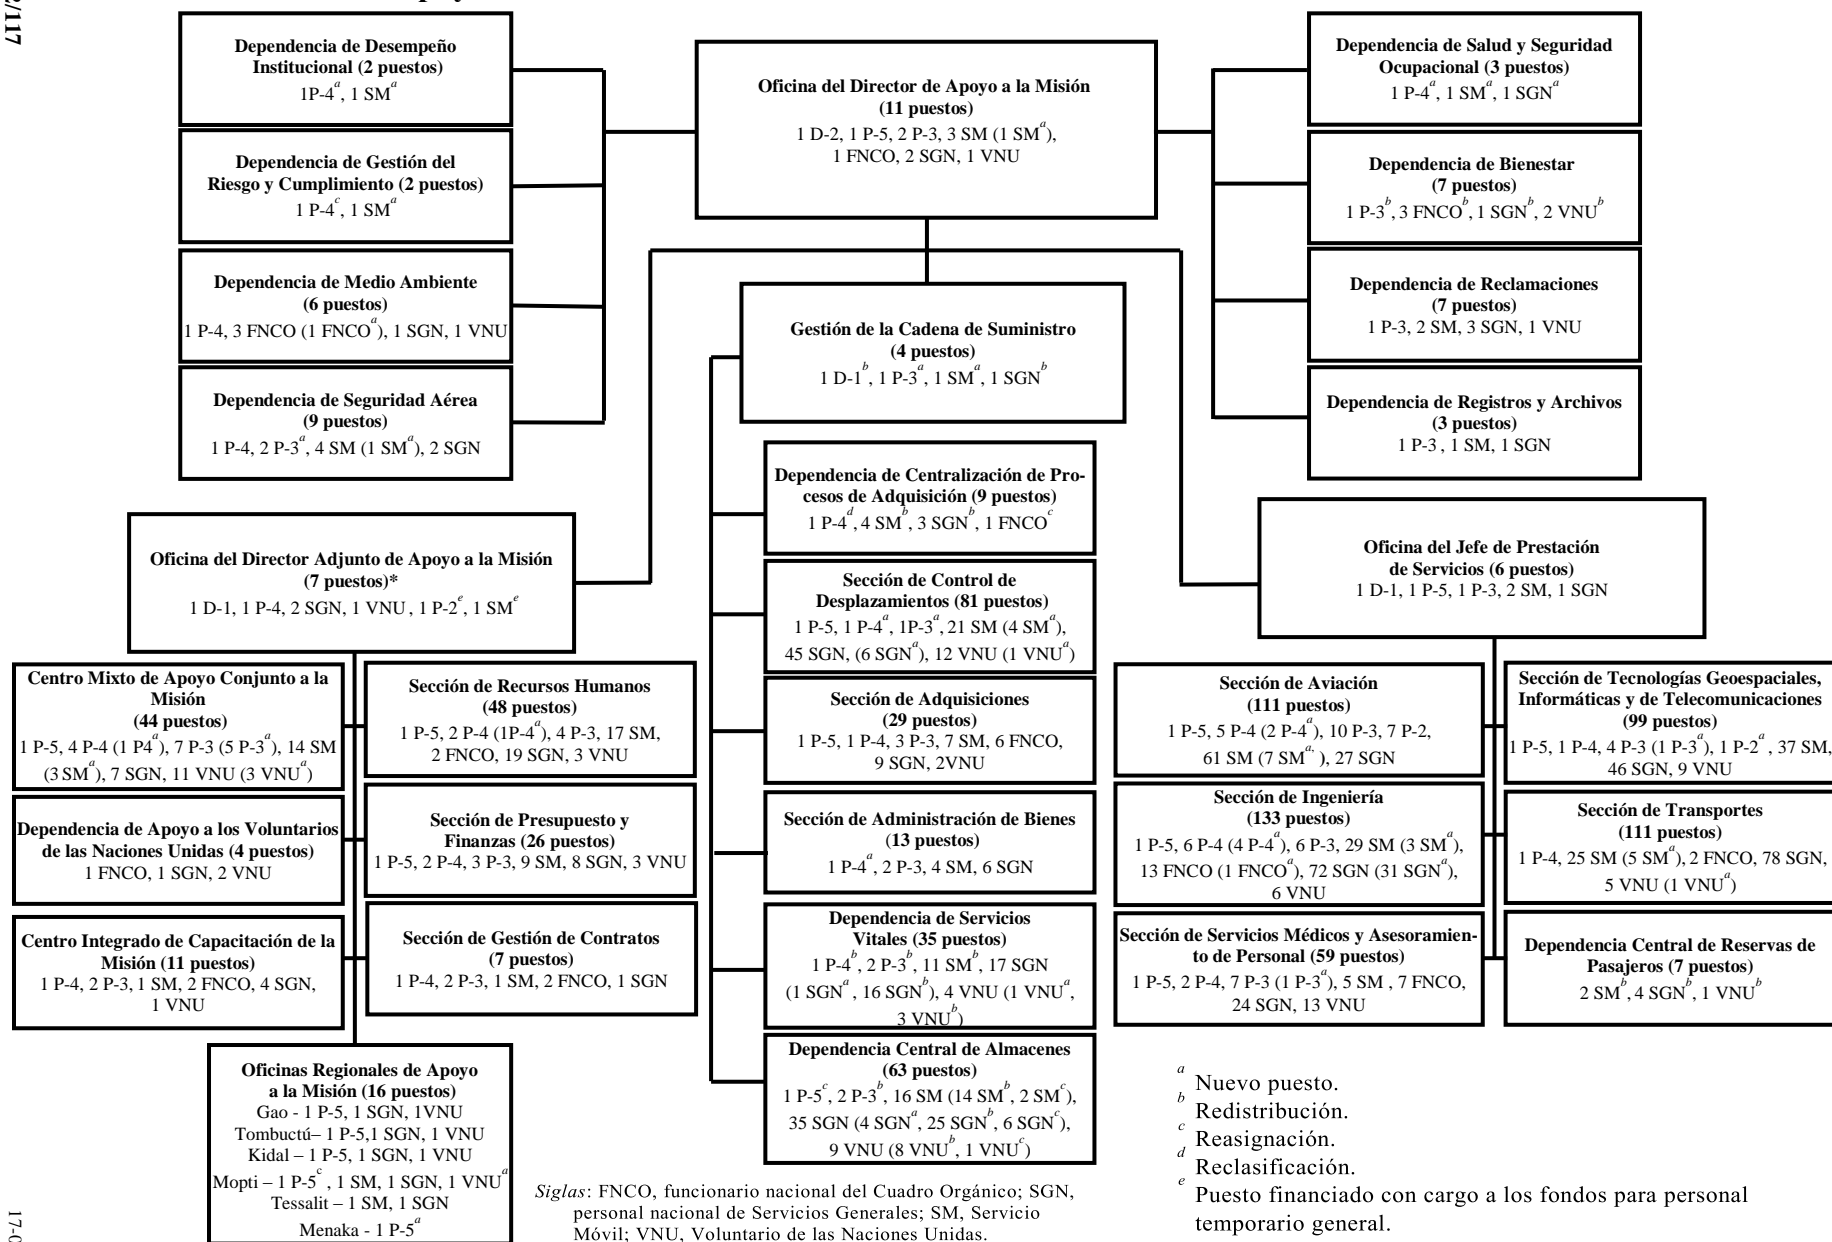 2/117
Dependencia de Desempeño
Institucional (2 puestos)
1P-4a, 1 SMa
Dependencia de Gestión del
Riesgo y Cumplimiento (2 puestos)
1 P-4c, 1 SMa
Dependencia de Medio Ambiente
(6 puestos)
1 P-4, 3 FNCO (1 FNCOa), 1 SGN, 1 VNU
Dependencia de Seguridad Aérea
(9 puestos)
1 P-4, 2 P-3a, 4 SM (1 SMa), 2 SGN
Oficina del Director de Apoyo a la Misión
(11 puestos)
1 D-2, 1 P-5, 2 P-3, 3 SM (1 SMa),
1 FNCO, 2 SGN, 1 VNU
Dependencia de Salud y Seguridad
Ocupacional (3 puestos)
1 P-4a, 1 SMa, 1 SGNa
Dependencia de Bienestar
(7 puestos)
1 P-3b, 3 FNCOb, 1 SGNb, 2 VNUb
Dependencia de Reclamaciones
(7 puestos)
1 P-3, 2 SM, 3 SGN, 1 VNU
Dependencia de Registros y Archivos
(3 puestos)
1 P-3 , 1 SM, 1 SGN
Gestión de la Cadena de Suministro
(4 puestos)
1 D-1b, 1 P-3a, 1 SMa, 1 SGNb
Oficina del Director Adjunto de Apoyo a la Misión
(7 puestos)*
1 D-1, 1 P-4, 2 SGN, 1 VNU , 1 P-2e, 1 SMe
Centro Mixto de Apoyo Conjunto a la
Misión
(44 puestos)
1 P-5, 4 P-4 (1 P4a), 7 P-3 (5 P-3a), 14 SM
(3 SMa), 7 SGN, 11 VNU (3 VNUa)
Sección de Recursos Humanos
(48 puestos)
1 P-5, 2 P-4 (1P-4a), 4 P-3, 17 SM,
2 FNCO, 19 SGN, 3 VNU
Dependencia de Apoyo a los Voluntarios
de las Naciones Unidas (4 puestos)
1 FNCO, 1 SGN, 2 VNU
Sección de Presupuesto y
Finanzas (26 puestos)
1 P-5, 2 P-4, 3 P-3, 9 SM, 8 SGN, 3 VNU
Centro Integrado de Capacitación de la
Misión (11 puestos)
1 P-4, 2 P-3, 1 SM, 2 FNCO, 4 SGN,
1 VNU
Sección de Gestión de Contratos
(7 puestos)
1 P-4, 2 P-3, 1 SM, 2 FNCO, 1 SGN
Oficinas Regionales de Apoyo
a la Misión (16 puestos)
Gao - 1 P-5, 1 SGN, 1VNU
Tombuctú– 1 P-5,1 SGN, 1 VNU
Kidal – 1 P-5, 1 SGN, 1 VNU
Mopti – 1 P-5c , 1 SM, 1 SGN, 1 VNUa
Tessalit – 1 SM, 1 SGN
Menaka - 1 P-5a
Dependencia de Centralización de Pro-
cesos de Adquisición (9 puestos)
1 P-4d, 4 SMb, 3 SGNb, 1 FNCOc
Sección de Control de
Desplazamientos (81 puestos)
1 P-5, 1 P-4a, 1P-3a, 21 SM (4 SMa),
45 SGN, (6 SGNa), 12 VNU (1 VNUa)
Sección de Adquisiciones
(29 puestos)
1 P-5, 1 P-4, 3 P-3, 7 SM, 6 FNCO,
9 SGN, 2VNU
Sección de Administración de Bienes
(13 puestos)
1 P-4a, 2 P-3, 4 SM, 6 SGN
Dependencia de Servicios
Vitales (35 puestos)
1 P-4b, 2 P-3b, 11 SMb, 17 SGN
(1 SGNa, 16 SGNb), 4 VNU (1 VNUa,
3 VNUb)
Dependencia Central de Almacenes
(63 puestos)
1 P-5c, 2 P-3b, 16 SM (14 SMb, 2 SMc),
35 SGN (4 SGNa, 25 SGNb, 6 SGNc),
9 VNU (8 VNUb, 1 VNUc)
Oficina del Jefe de Prestación
de Servicios (6 puestos)
1 D-1, 1 P-5, 1 P-3, 2 SM, 1 SGN
Sección de Aviación
(111 puestos)
1 P-5, 5 P-4 (2 P-4a), 10 P-3, 7 P-2,
61 SM (7 SMa, ), 27 SGN
Sección de Tecnologías Geoespaciales,
Informáticas y de Telecomunicaciones
(99 puestos)
1 P-5, 1 P-4, 4 P-3 (1 P-3a), 1 P-2a , 37 SM,
46 SGN, 9 VNU
Sección de Ingeniería
(133 puestos)
1 P-5, 6 P-4 (4 P-4a), 6 P-3, 29 SM (3 SMa),
13 FNCO (1 FNCOa), 72 SGN (31 SGNa),
6 VNU
Sección de Transportes
(111 puestos)
1 P-4, 25 SM (5 SMa), 2 FNCO, 78 SGN,
5 VNU (1 VNUa)
Sección de Servicios Médicos y Asesoramien-
to de Personal (59 puestos)
1 P-5, 2 P-4, 7 P-3 (1 P-3a), 5 SM , 7 FNCO,
24 SGN, 13 VNU
Dependencia Central de Reservas de
Pasajeros (7 puestos)
2 SMb, 4 SGNb, 1 VNUb
Siglas: FNCO, funcionario nacional del Cuadro Orgánico; SGN,
personal nacional de Servicios Generales; SM, Servicio
Móvil; VNU, Voluntario de las Naciones Unidas.
a Nuevo puesto.
b Redistribución.
c Reasignación.
d Reclasificación.
e Puesto financiado con cargo a los fondos para personal
temporario general.